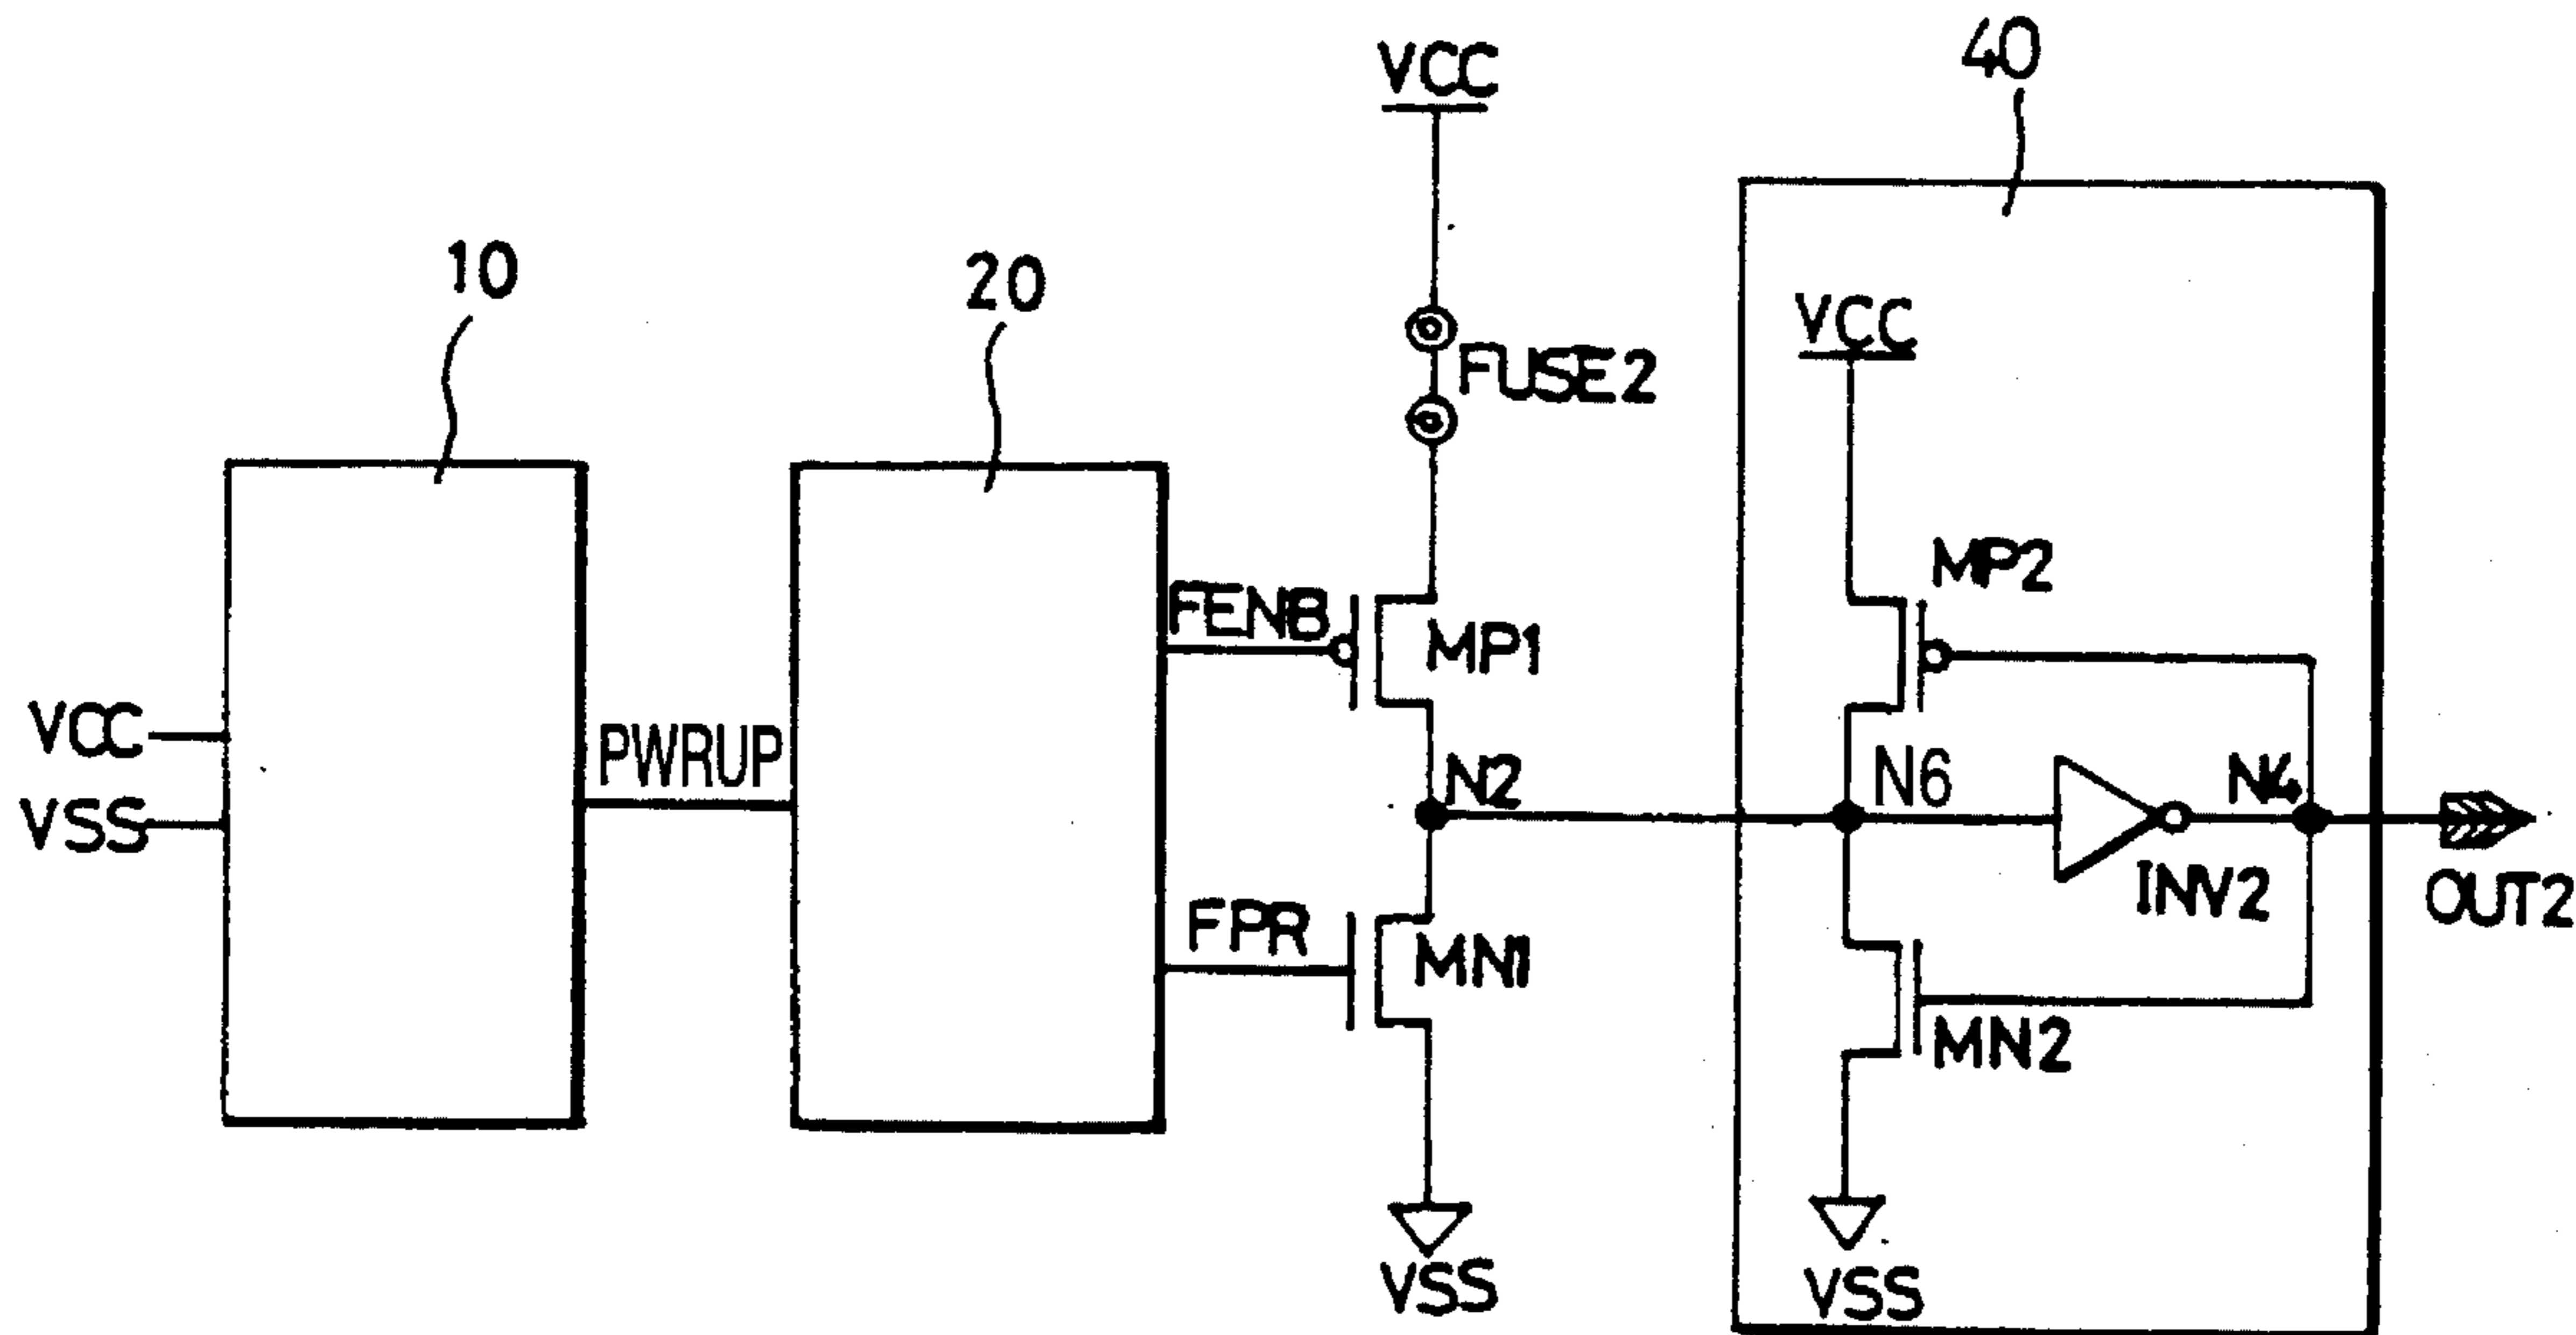 VCC
40
10
20
VCC
FUSE2
MP2
FENB
MP1
VCC
PWRUP
N2
N6
N4
VSS
FPR
MN1
INV2
OUT2
MN2
VSS
VSS